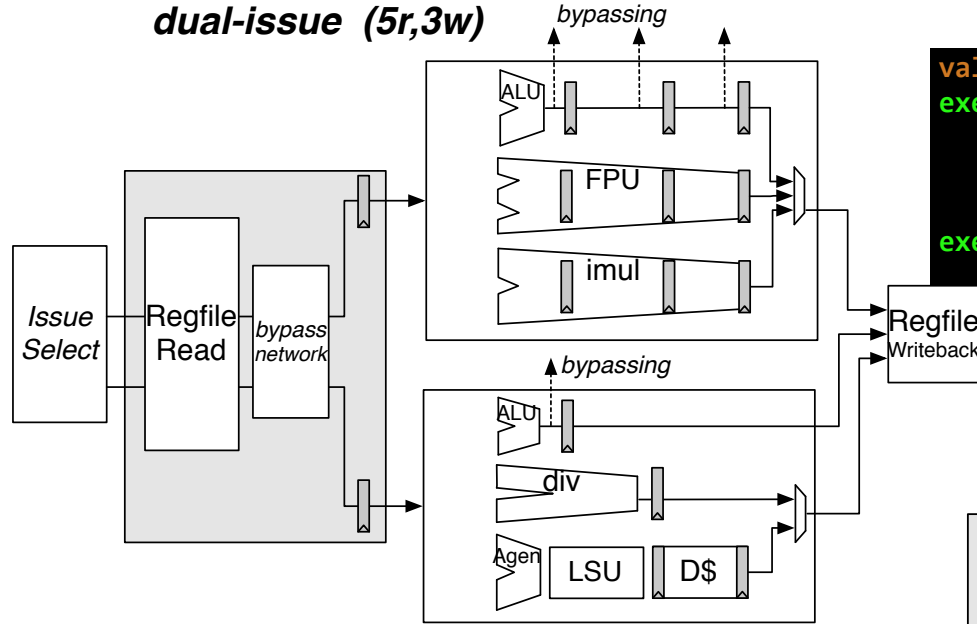 dual-issue (5r,3w)
bypassing
ALU
FPU
imul
Issue
Select
Regfile
Read
bypass
network
Regfile
Writeback
bypassing
ALU
div
Agen
LSU
D$
val
exe
exe